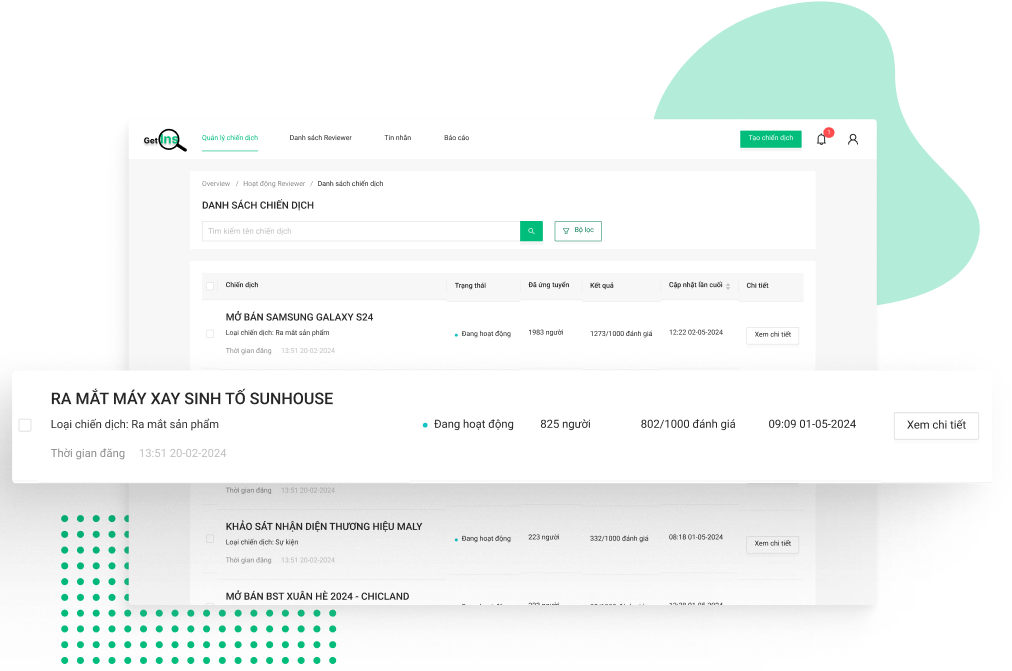 GetIns
Quản lý chiến dịch
Danh sách Reviewer
Tin nhắn
Báo cáo
Tạo chiến dịch
1
Overview / Hoạt động Reviewer / Danh sách chiến dịch
DANH SÁCH CHIẾN DỊCH
Tìm kiếm tên chiến dịch
Bộ lọc
Chiến dịch Trạng thái Đã ứng tuyển Kết quả Cập nhật lần cuối Chi tiết
MỞ BÁN SAMSUNG GALAXY S24
Loại chiến dịch: Ra mắt sản phẩm
Đang hoạt động 1983 người 1273/1000 đánh giá 12:22 02-05-2024 Xem chi tiết
Thời gian đăng 13:51 20-02-2024
RA MẮT MÁY XAY SINH TỐ SUNHOUSE
Loại chiến dịch: Ra mắt sản phẩm
Đang hoạt động 825 người 802/1000 đánh giá 09:09 01-05-2024 Xem chi tiết
Thời gian đăng 13:51 20-02-2024
Thời gian đăng 13:51 20-02-2024
KHẢO SÁT NHẬN DIỆN THƯƠNG HIỆU MALY
Loại chiến dịch: Sự kiện
Đang hoạt động 223 người 332/1000 đánh giá 08:18 01-05-2024 Xem chi tiết
Thời gian đăng 13:51 20-02-2024
MỞ BÁN BST XUÂN HÈ 2024 - CHICLAND